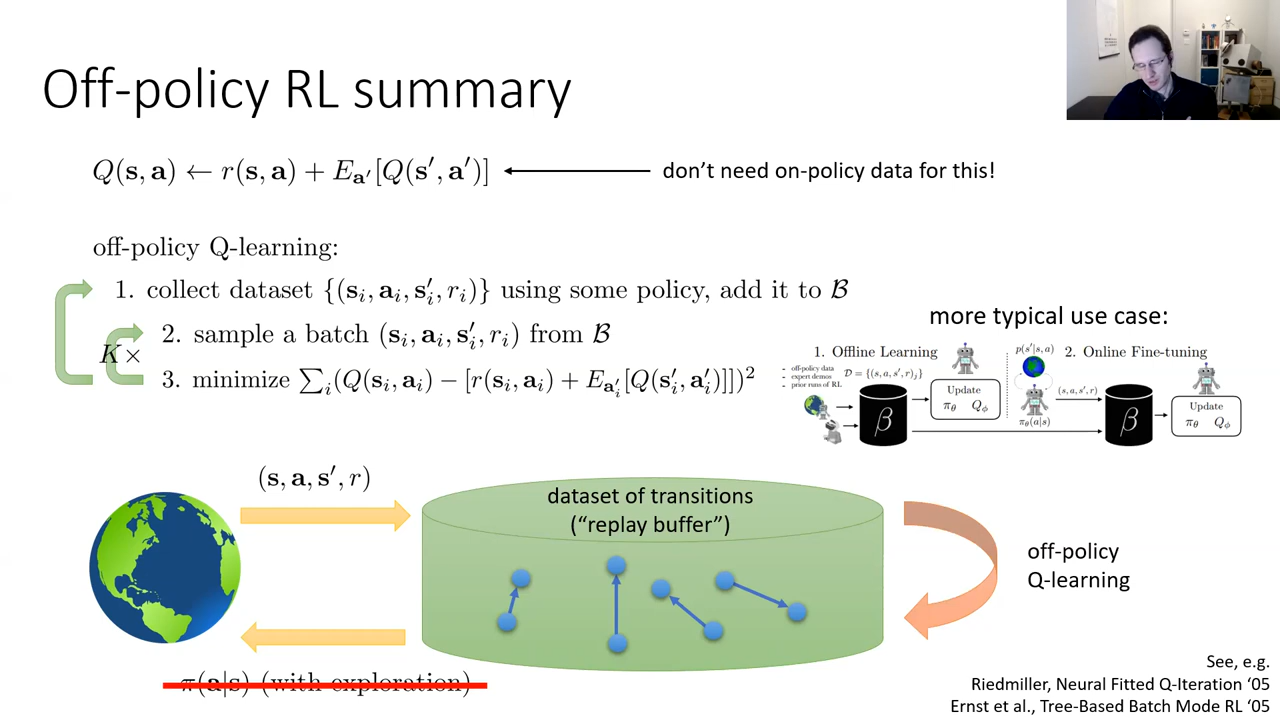 Off-policy RL summary
Q(s, a) ← r(s, a) + E_{a′}[Q(s′, a′)]
don't need on-policy data for this!
off-policy Q-learning:
1. collect dataset {(s_i, a_i, s′_i, r_i)} using some policy, add it to B
2. sample a batch (s_i, a_i, s′_i, r_i) from B
K×
3. minimize ∑_i(Q(s_i, a_i) − [r(s_i, a_i) + E_{a′_i}[Q(s′_i, a′_i)]])²
more typical use case:
1. Offline Learning
p(s′|s, a)
2. Online Fine-tuning
off-policy data
expert demos
prior runs of RL
D = {(s, a, s′, r)_j}
β
Update
π_θ Q_ϕ
π_θ(a|s)
(s, a, s′, r)
β
Update
π_θ Q_ϕ
(s, a, s′, r)
dataset of transitions
("replay buffer")
off-policy
Q-learning
π(a|s) (with exploration)
See, e.g.
Riedmiller, Neural Fitted Q-Iteration '05
Ernst et al., Tree-Based Batch Mode RL '05